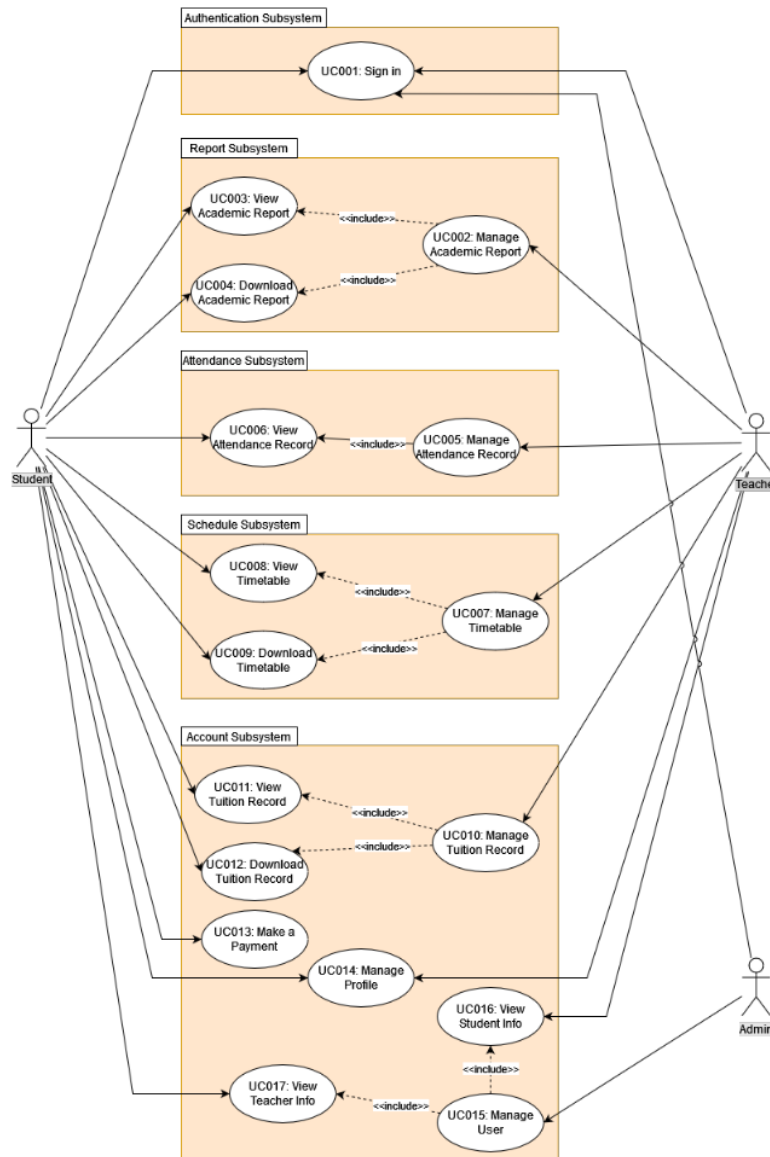 Authentication Subsystem
UC001: Sign in
Report Subsystem
UC003: View
Academic Report
<<include>>
UC002: Manage
Academic Report
UC004: Download
Academic Report
<<include>>
Attendance Subsystem
UC006: View
Attendance Record
<<include>>
UC005: Manage
Attendance Record
Student
Teache
Schedule Subsystem
UC008: View
Timetable
<<include>>
UC007: Manage
Timetable
UC009: Download
Timetable
<<include>>
Account Subsystem
UC011: View
Tuition Record
<<include>>
UC010: Manage
Tuition Record
UC012: Download
Tuition Record
<<include>>
UC013: Make a
Payment
UC014: Manage
Profile
UC016: View
Student Info
Admin
<<include>>
UC017: View
Teacher Info
<<include>>
UC015: Manage
User